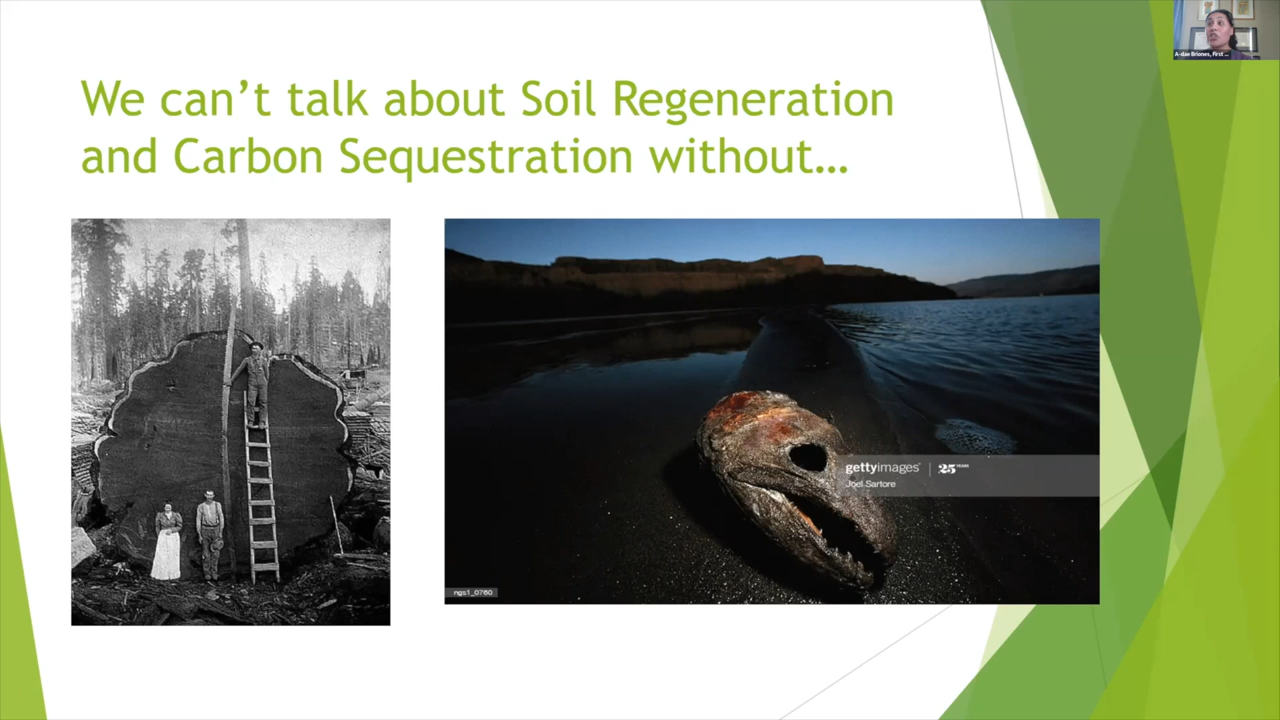 We can’t talk about Soil Regeneration
and Carbon Sequestration without…
A-dae Briones, First ...
gettyimages | 25 YEARS
Joel Sartore
ngs1_0760